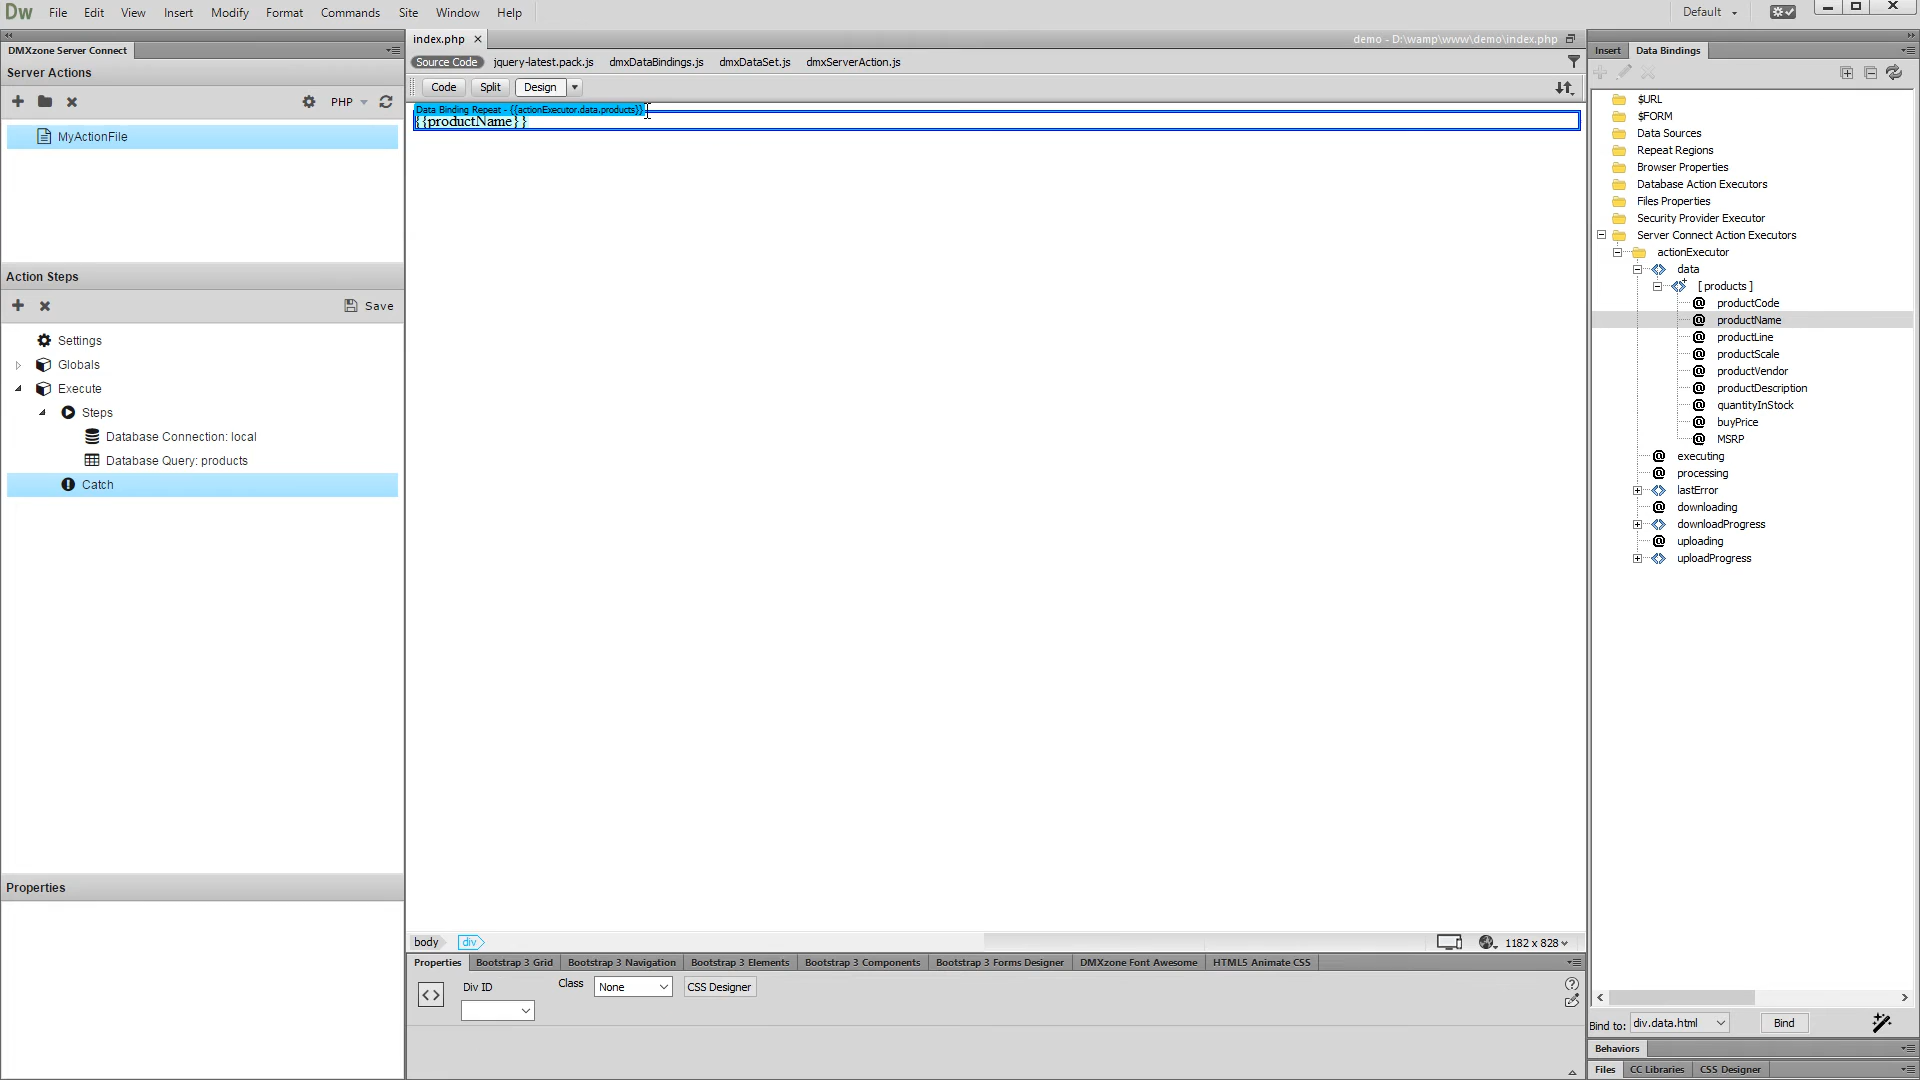 Dw File Edit View Insert Modify Format Commands Site Window Help Default
DMXzone Server Connect
Server Actions
PHP
MyActionFile
Action Steps
Save
Settings
Globals
Execute
Steps
Database Connection: local
Database Query: products
Catch
Properties
index.php
demo - D:\wamp\www\demo\index.php
Source Code jquery-latest.pack.js dmxDataBindings.js dmxDataSet.js dmxServerAction.js
Code Split Design
Data Binding Repeat - {{actionExecutor.data.products}}
{{productName}}
body div
1182 x 828
Properties Bootstrap 3 Grid Bootstrap 3 Navigation Bootstrap 3 Elements Bootstrap 3 Components Bootstrap 3 Forms Designer DMXzone Font Awesome HTML5 Animate CSS
Div ID Class None CSS Designer
Insert Data Bindings
$URL
$FORM
Data Sources
Repeat Regions
Browser Properties
Database Action Executors
Files Properties
Security Provider Executor
Server Connect Action Executors
actionExecutor
data
[ products ]
@ productCode
@ productName
@ productLine
@ productScale
@ productVendor
@ productDescription
@ quantityInStock
@ buyPrice
@ MSRP
@ executing
@ processing
lastError
@ downloading
downloadProgress
@ uploading
uploadProgress
Bind to: div.data.html Bind
Behaviors
Files CC Libraries CSS Designer